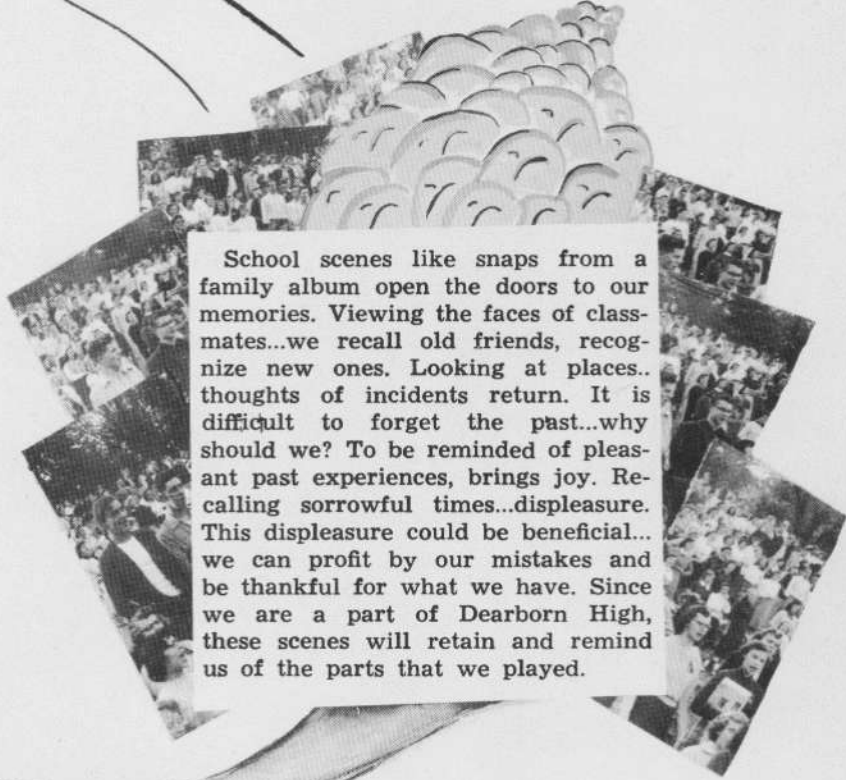 School scenes like snaps from a
family album open the doors to our
memories. Viewing the faces of class-
mates...we recall old friends, recog-
nize new ones. Looking at places..
thoughts of incidents return. It is
difficult to forget the past...why
should we? To be reminded of pleas-
ant past experiences, brings joy. Re-
calling sorrowful times...displeasure.
This displeasure could be beneficial...
we can profit by our mistakes and
be thankful for what we have. Since
we are a part of Dearborn High,
these scenes will retain and remind
us of the parts that we played.